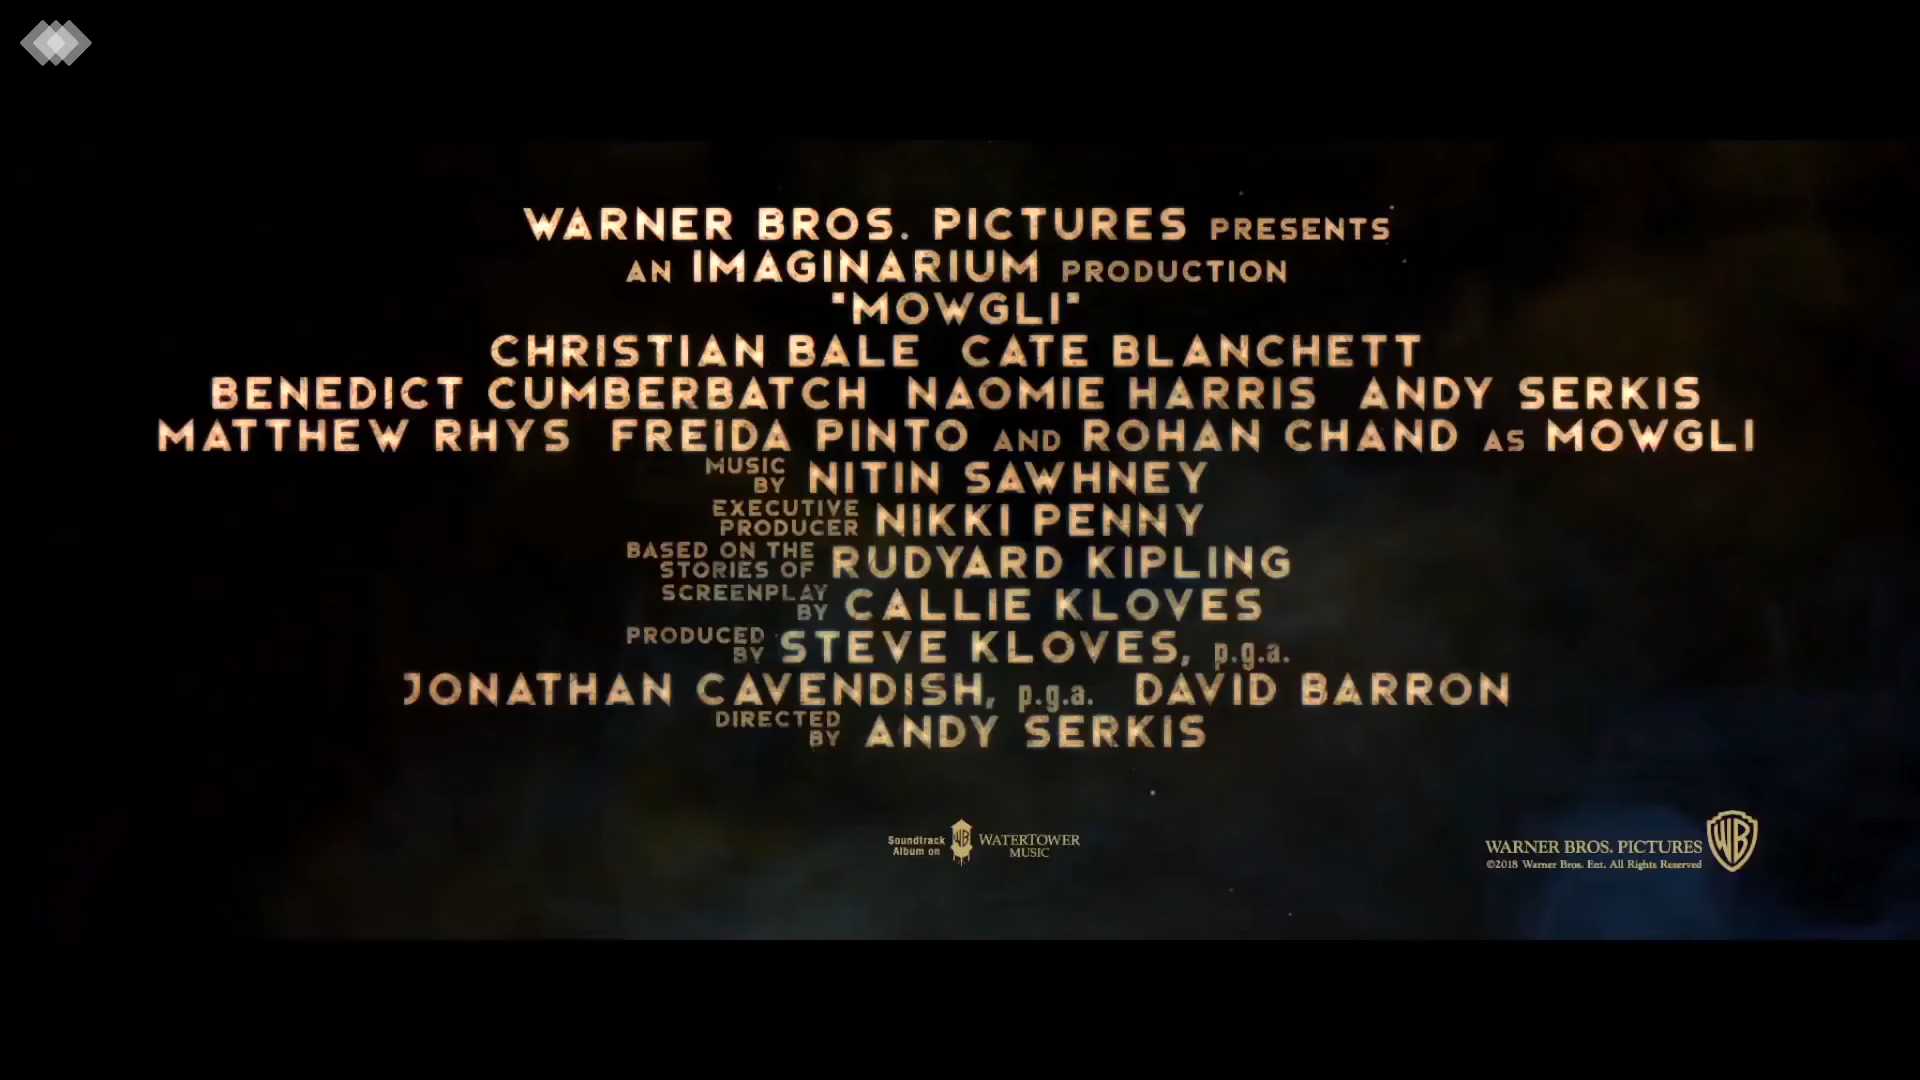 WARNER BROS. PICTURES PRESENTS
AN IMAGINARIUM PRODUCTION
"MOWGLI"
CHRISTIAN BALE CATE BLANCHETT
BENEDICT CUMBERBATCH NAOMIE HARRIS ANDY SERKIS
MATTHEW RHYS FREIDA PINTO AND ROHAN CHAND AS MOWGLI
MUSIC BY NITIN SAWHNEY
EXECUTIVE PRODUCER NIKKI PENNY
BASED ON THE STORIES OF RUDYARD KIPLING
SCREENPLAY BY CALLIE KLOVES
PRODUCED BY STEVE KLOVES, p.g.a.
JONATHAN CAVENDISH, p.g.a. DAVID BARRON
DIRECTED BY ANDY SERKIS
Soundtrack Album on WB WATERTOWER MUSIC
WARNER BROS. PICTURES WB
©2018 Warner Bros. Ent. All Rights Reserved